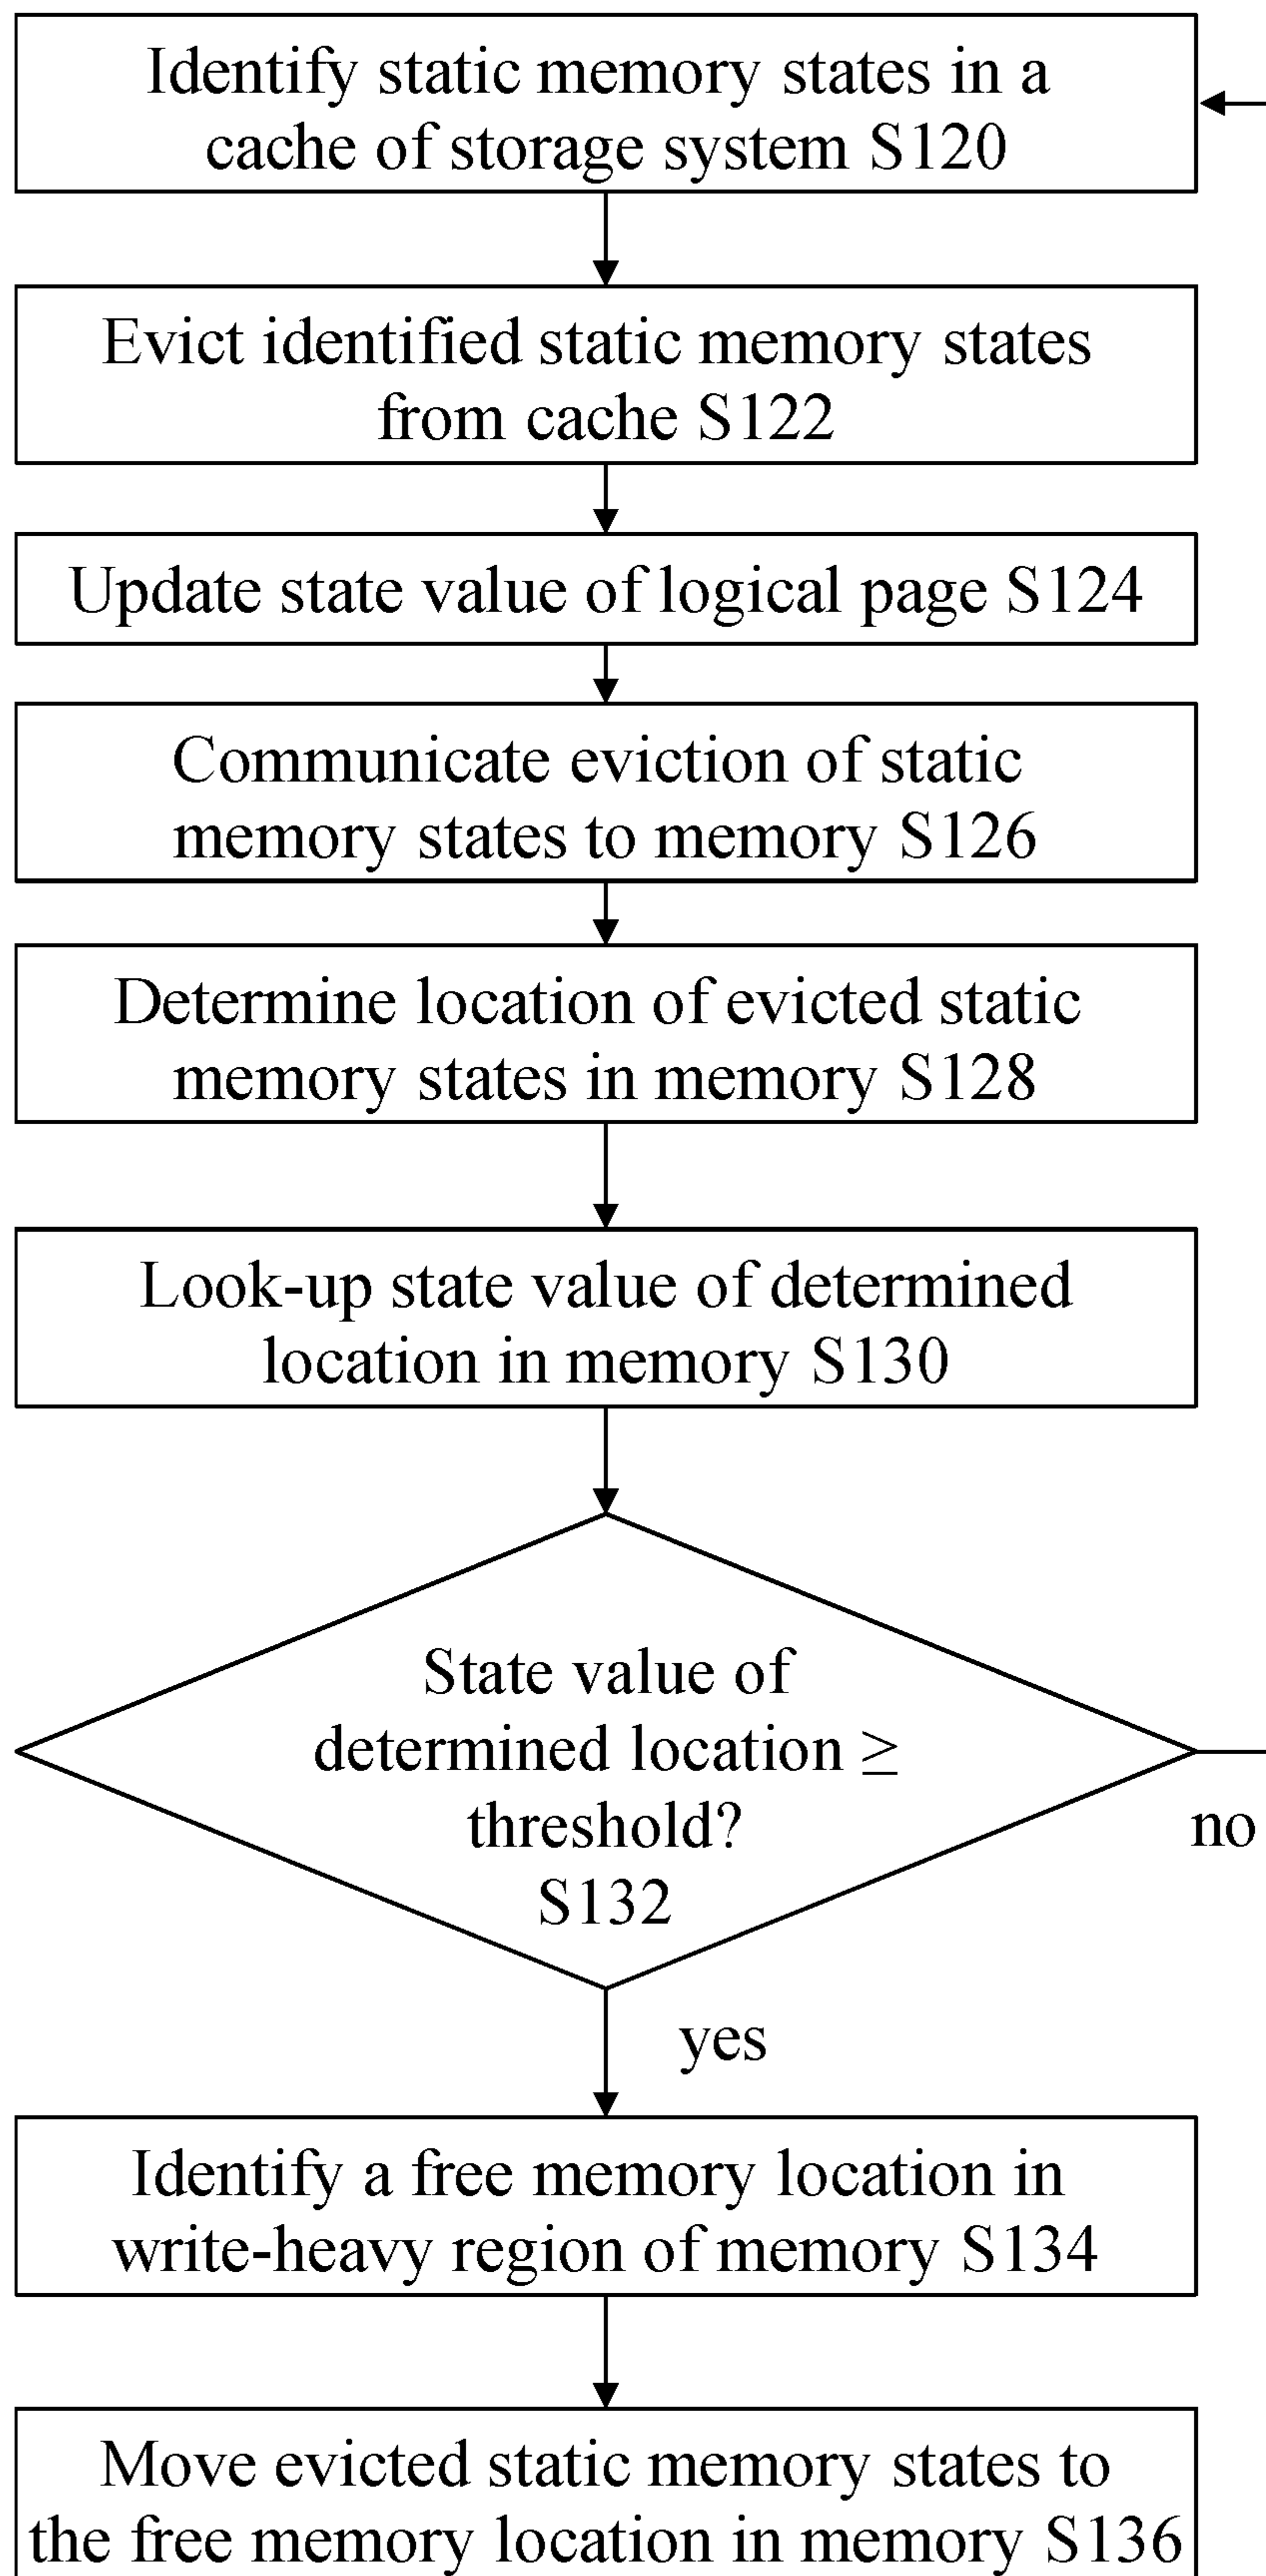 Identify static memory states in a
cache of storage system S120
Evict identified static memory states
from cache S122
Update state value of logical page S124
Communicate eviction of static
memory states to memory S126
Determine location of evicted static
memory states in memory S128
Look-up state value of determined
location in memory S130
State value of
determined location ≥
threshold?
S132
no
yes
Identify a free memory location in
write-heavy region of memory S134
Move evicted static memory states to
the free memory location in memory S136